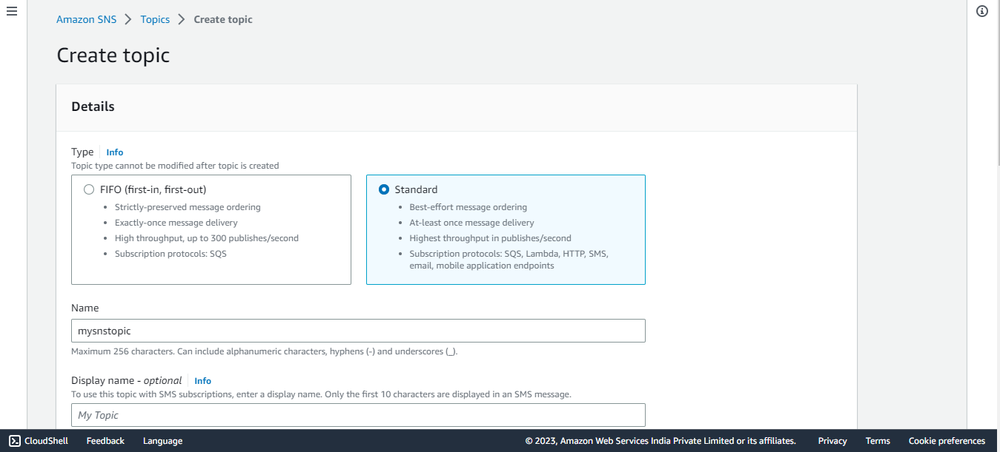 Amazon SNS > Topics > Create topic
Create topic
Details
Type Info
Topic type cannot be modified after topic is created
FIFO (first-in, first-out)
• Strictly-preserved message ordering
• Exactly-once message delivery
• High throughput, up to 300 publishes/second
• Subscription protocols: SQS
Standard
• Best-effort message ordering
• At-least once message delivery
• Highest throughput in publishes/second
• Subscription protocols: SQS, Lambda, HTTP, SMS,
email, mobile application endpoints
Name
mysnstopic
Maximum 256 characters. Can include alphanumeric characters, hyphens (-) and underscores (_).
Display name - optional Info
To use this topic with SMS subscriptions, enter a display name. Only the first 10 characters are displayed in an SMS message.
My Topic
CloudShell Feedback Language © 2023, Amazon Web Services India Private Limited or its affiliates. Privacy Terms Cookie preferences